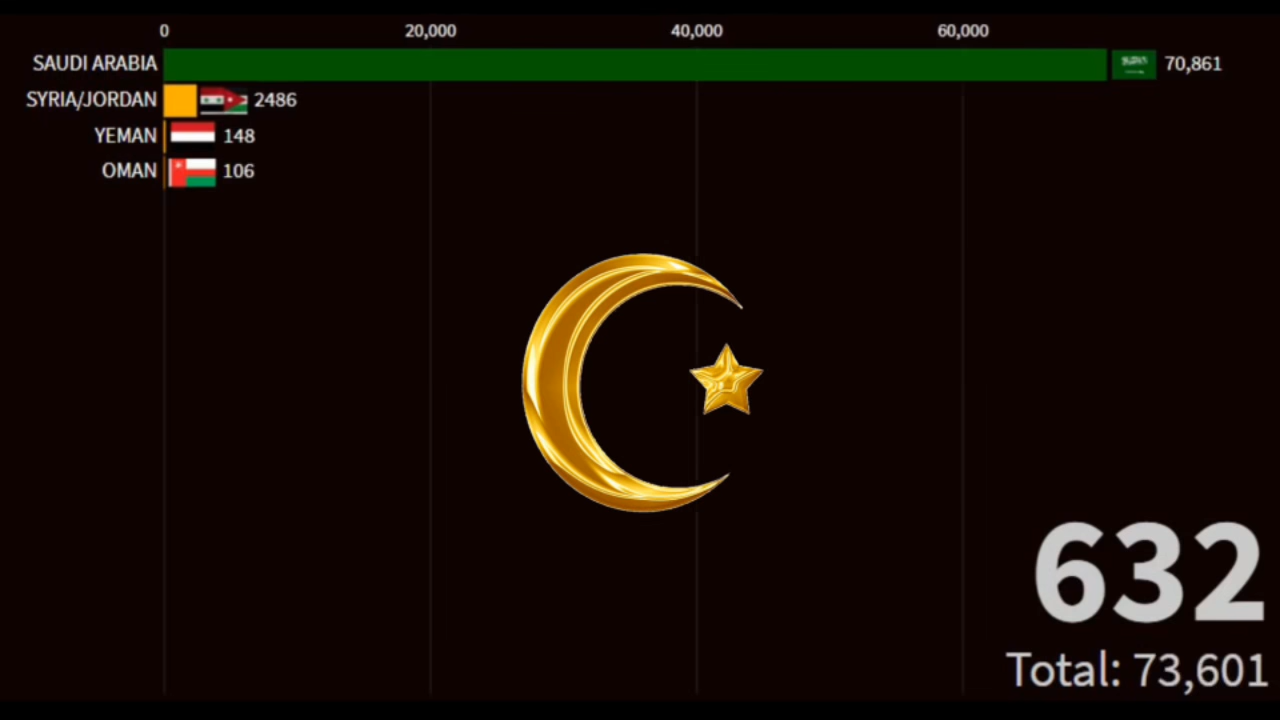 0 20,000 40,000 60,000
SAUDI ARABIA 70,861
SYRIA/JORDAN 2486
YEMAN 148
OMAN 106
632
Total: 73,601